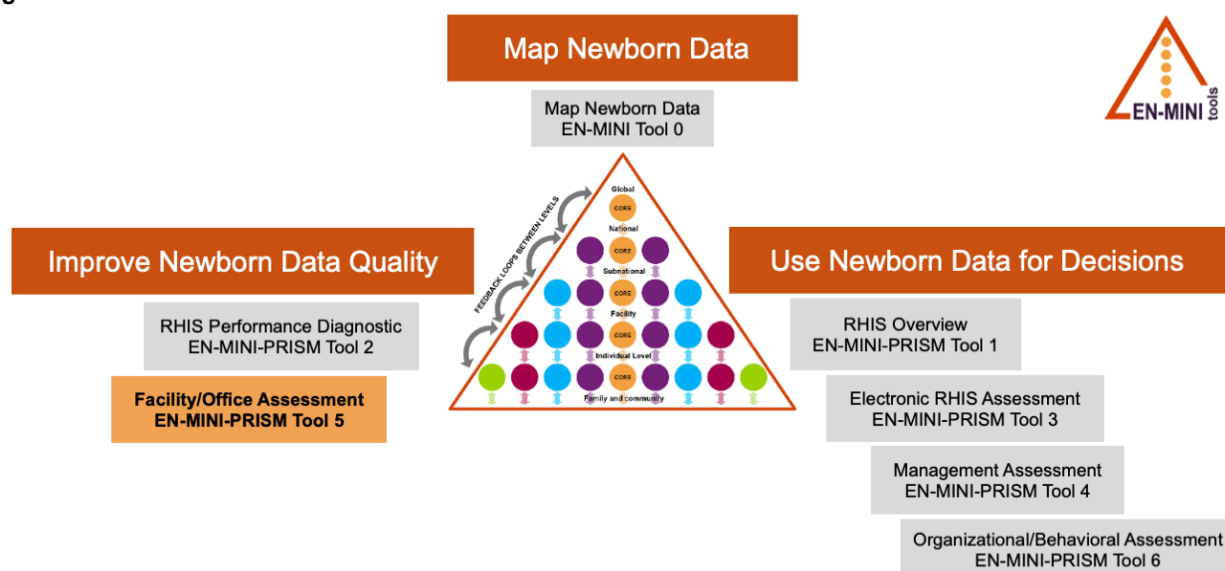 g
Map Newborn Data
EN-MINI
tools
Map Newborn Data
EN-MINI Tool 0
FEEDBACK LOOPS BETWEEN LEVELS
Global
CORE
National
CORE
Subnational
CORE
Facility
CORE
Individual Level
CORE
Family and community
Improve Newborn Data Quality
RHIS Performance Diagnostic
EN-MINI-PRISM Tool 2
Facility/Office Assessment
EN-MINI-PRISM Tool 5
Use Newborn Data for Decisions
RHIS Overview
EN-MINI-PRISM Tool 1
Electronic RHIS Assessment
EN-MINI-PRISM Tool 3
Management Assessment
EN-MINI-PRISM Tool 4
Organizational/Behavioral Assessment
EN-MINI-PRISM Tool 6